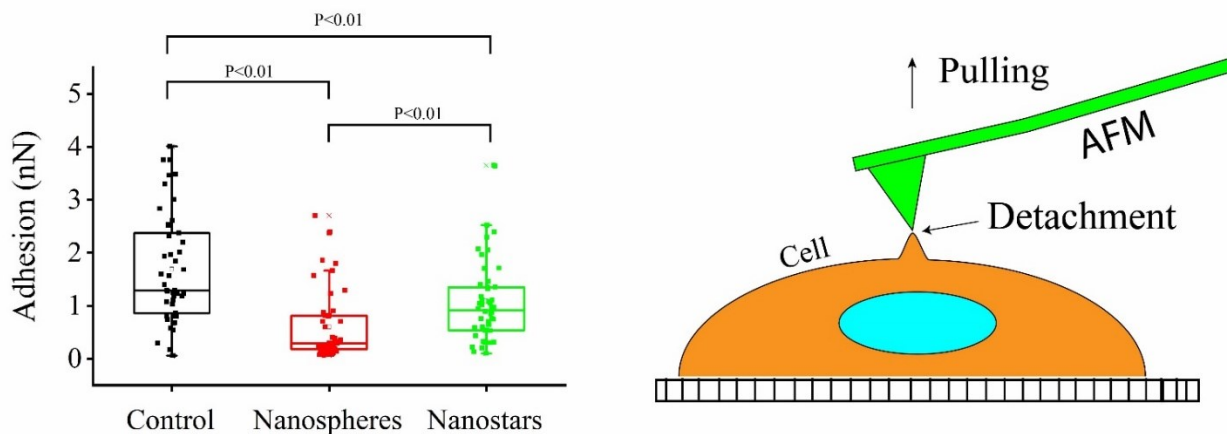 P<0.01
P<0.01
P<0.01
Adhesion (nN)
5
4
3
2
1
0
Control
Nanospheres
Nanostars
Pulling
AFM
Detachment
Cell